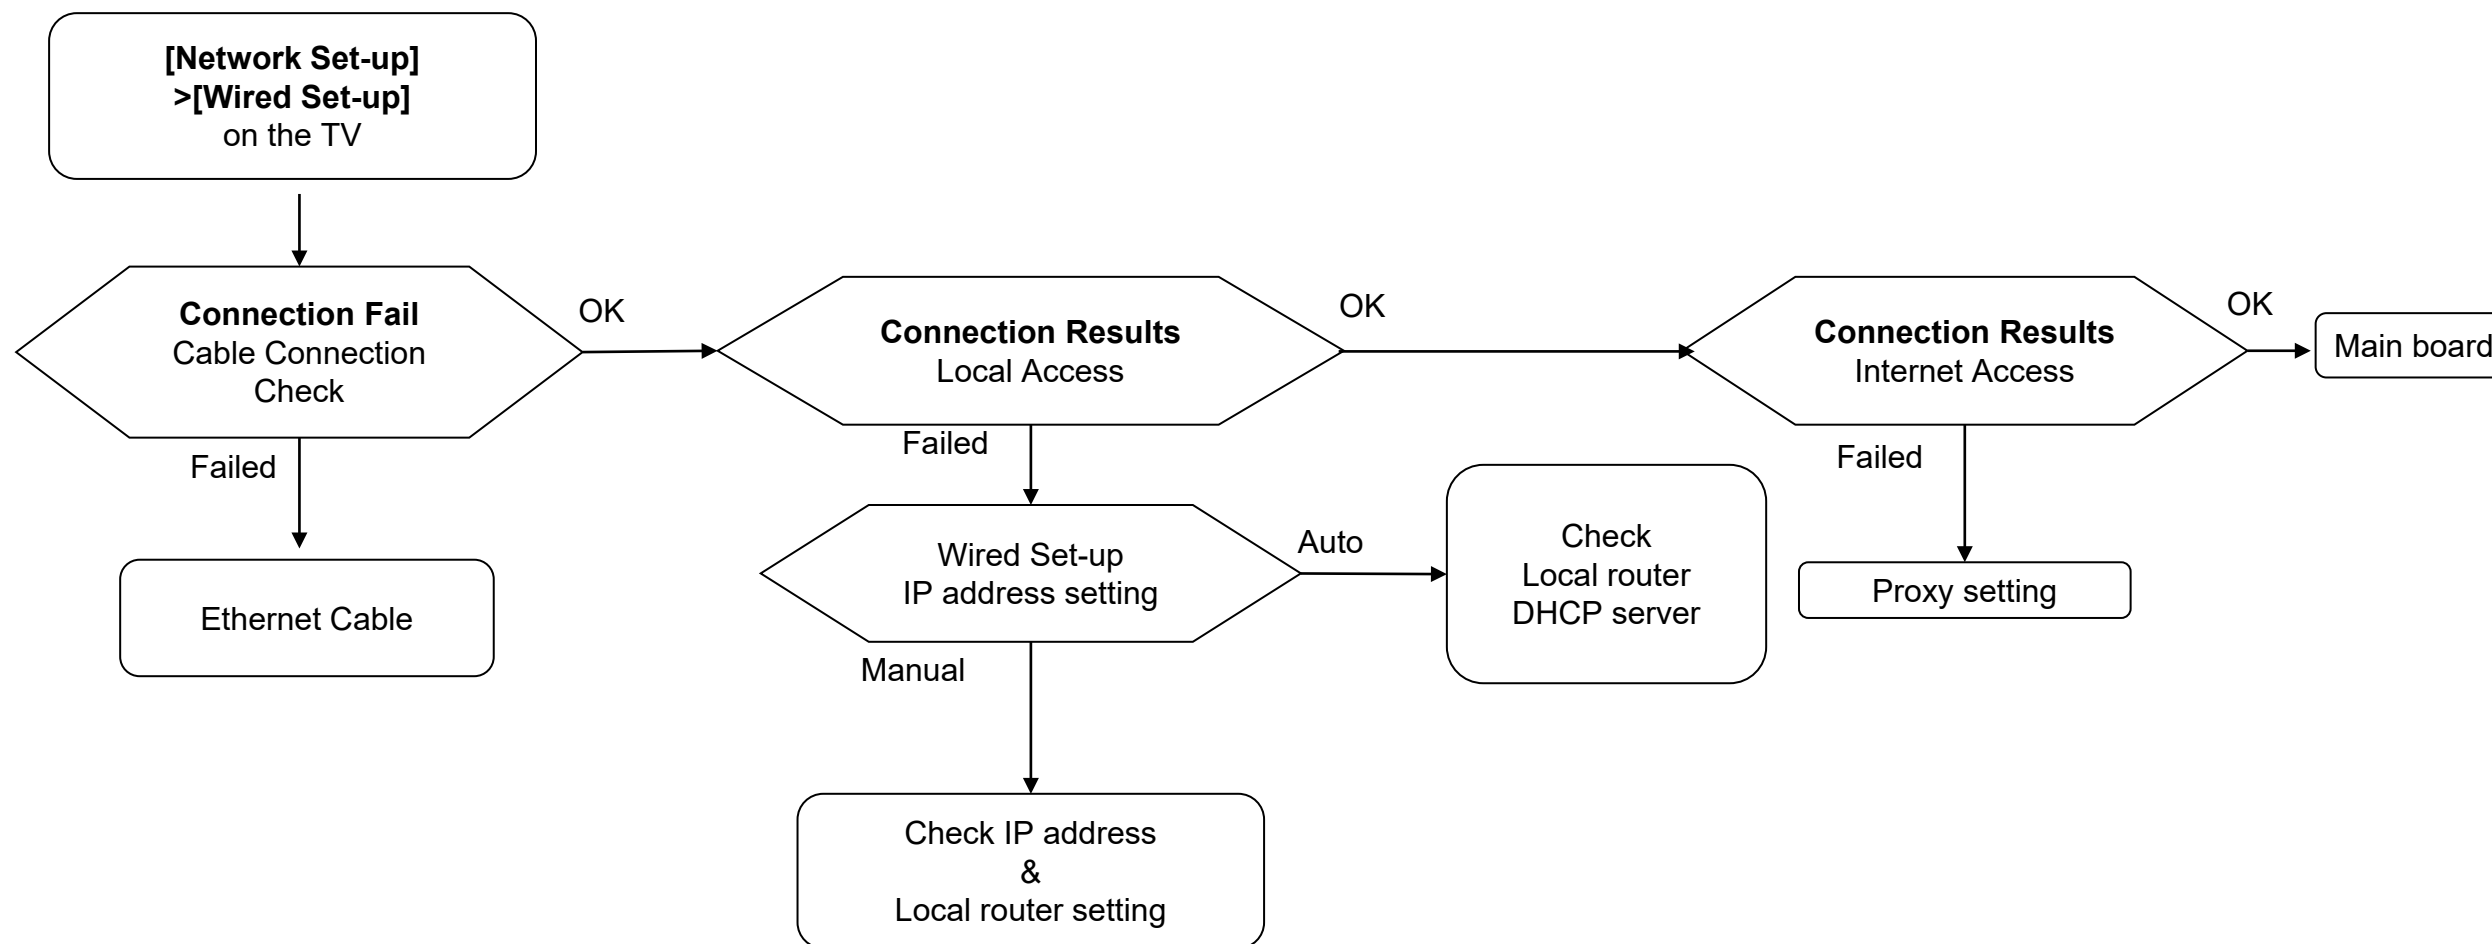 [Network Set-up]
>[Wired Set-up]
on the TV
Connection Fail
Cable Connection
Check
OK
Connection Results
Local Access
OK
Connection Results
Internet Access
OK
Main board
Failed
Ethernet Cable
Failed
Wired Set-up
IP address setting
Auto
Check
Local router
DHCP server
Manual
Check IP address
&
Local router setting
Failed
Proxy setting